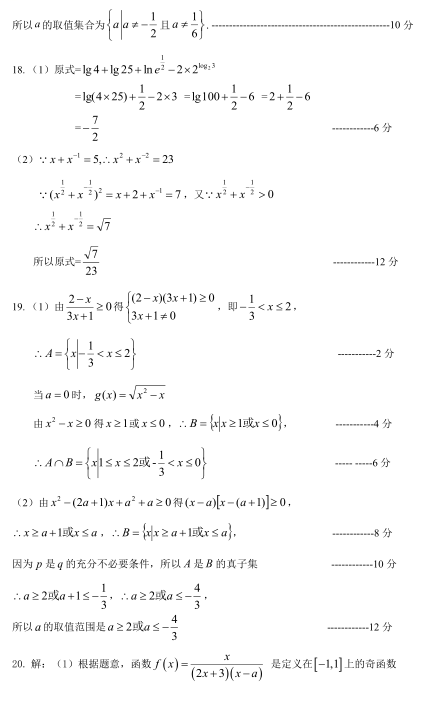 所以 a 的取值集合为 {a | a ≠ -1/2 且 a ≠ 1/6}. --------------------------------------------------10 分
18.（1）原式= lg 4 + lg 25 + ln e^(1/2) − 2×2^(log₂3)
= lg(4×25) + 1/2 − 2×3 = lg100 + 1/2 − 6 = 2 + 1/2 − 6
= −7/2 ------------6 分
（2）∵ x + x⁻¹ = 5,∴ x² + x⁻² = 23
∵ (x^(1/2) + x^(-1/2))² = x + 2 + x⁻¹ = 7，又∵ x^(1/2) + x^(-1/2) > 0
∴ x^(1/2) + x^(-1/2) = √7
所以原式= √7/23 ------------12 分
19.（1）由 (2−x)/(3x+1) ≥ 0 得 {(2−x)(3x+1) ≥ 0 3x+1 ≠ 0，即 −1/3 < x ≤ 2，
∴ A = {x | −1/3 < x ≤ 2} -----------2 分
当 a = 0 时，g(x) = √(x² − x)
由 x² − x ≥ 0 得 x ≥ 1 或 x ≤ 0，∴ B = {x | x ≥ 1或x ≤ 0}， -----------4 分
∴ A ∩ B = {x | 1 ≤ x ≤ 2或 -1/3 < x ≤ 0} ----- -----6 分
（2）由 x² − (2a+1)x + a² + a ≥ 0 得 (x−a)[x−(a+1)] ≥ 0，
∴ x ≥ a+1或x ≤ a，∴ B = {x | x ≥ a+1或x ≤ a}， ------------8 分
因为 p 是 q 的充分不必要条件，所以 A 是 B 的真子集 ------------10 分
∴ a ≥ 2或a+1 ≤ −1/3，∴ a ≥ 2或a ≤ −4/3，
所以 a 的取值范围是 a ≥ 2或a ≤ −4/3 ------------12 分
20. 解：（1）根据题意，函数 f(x) = x/((2x+3)(x−a)) 是定义在[−1,1]上的奇函数